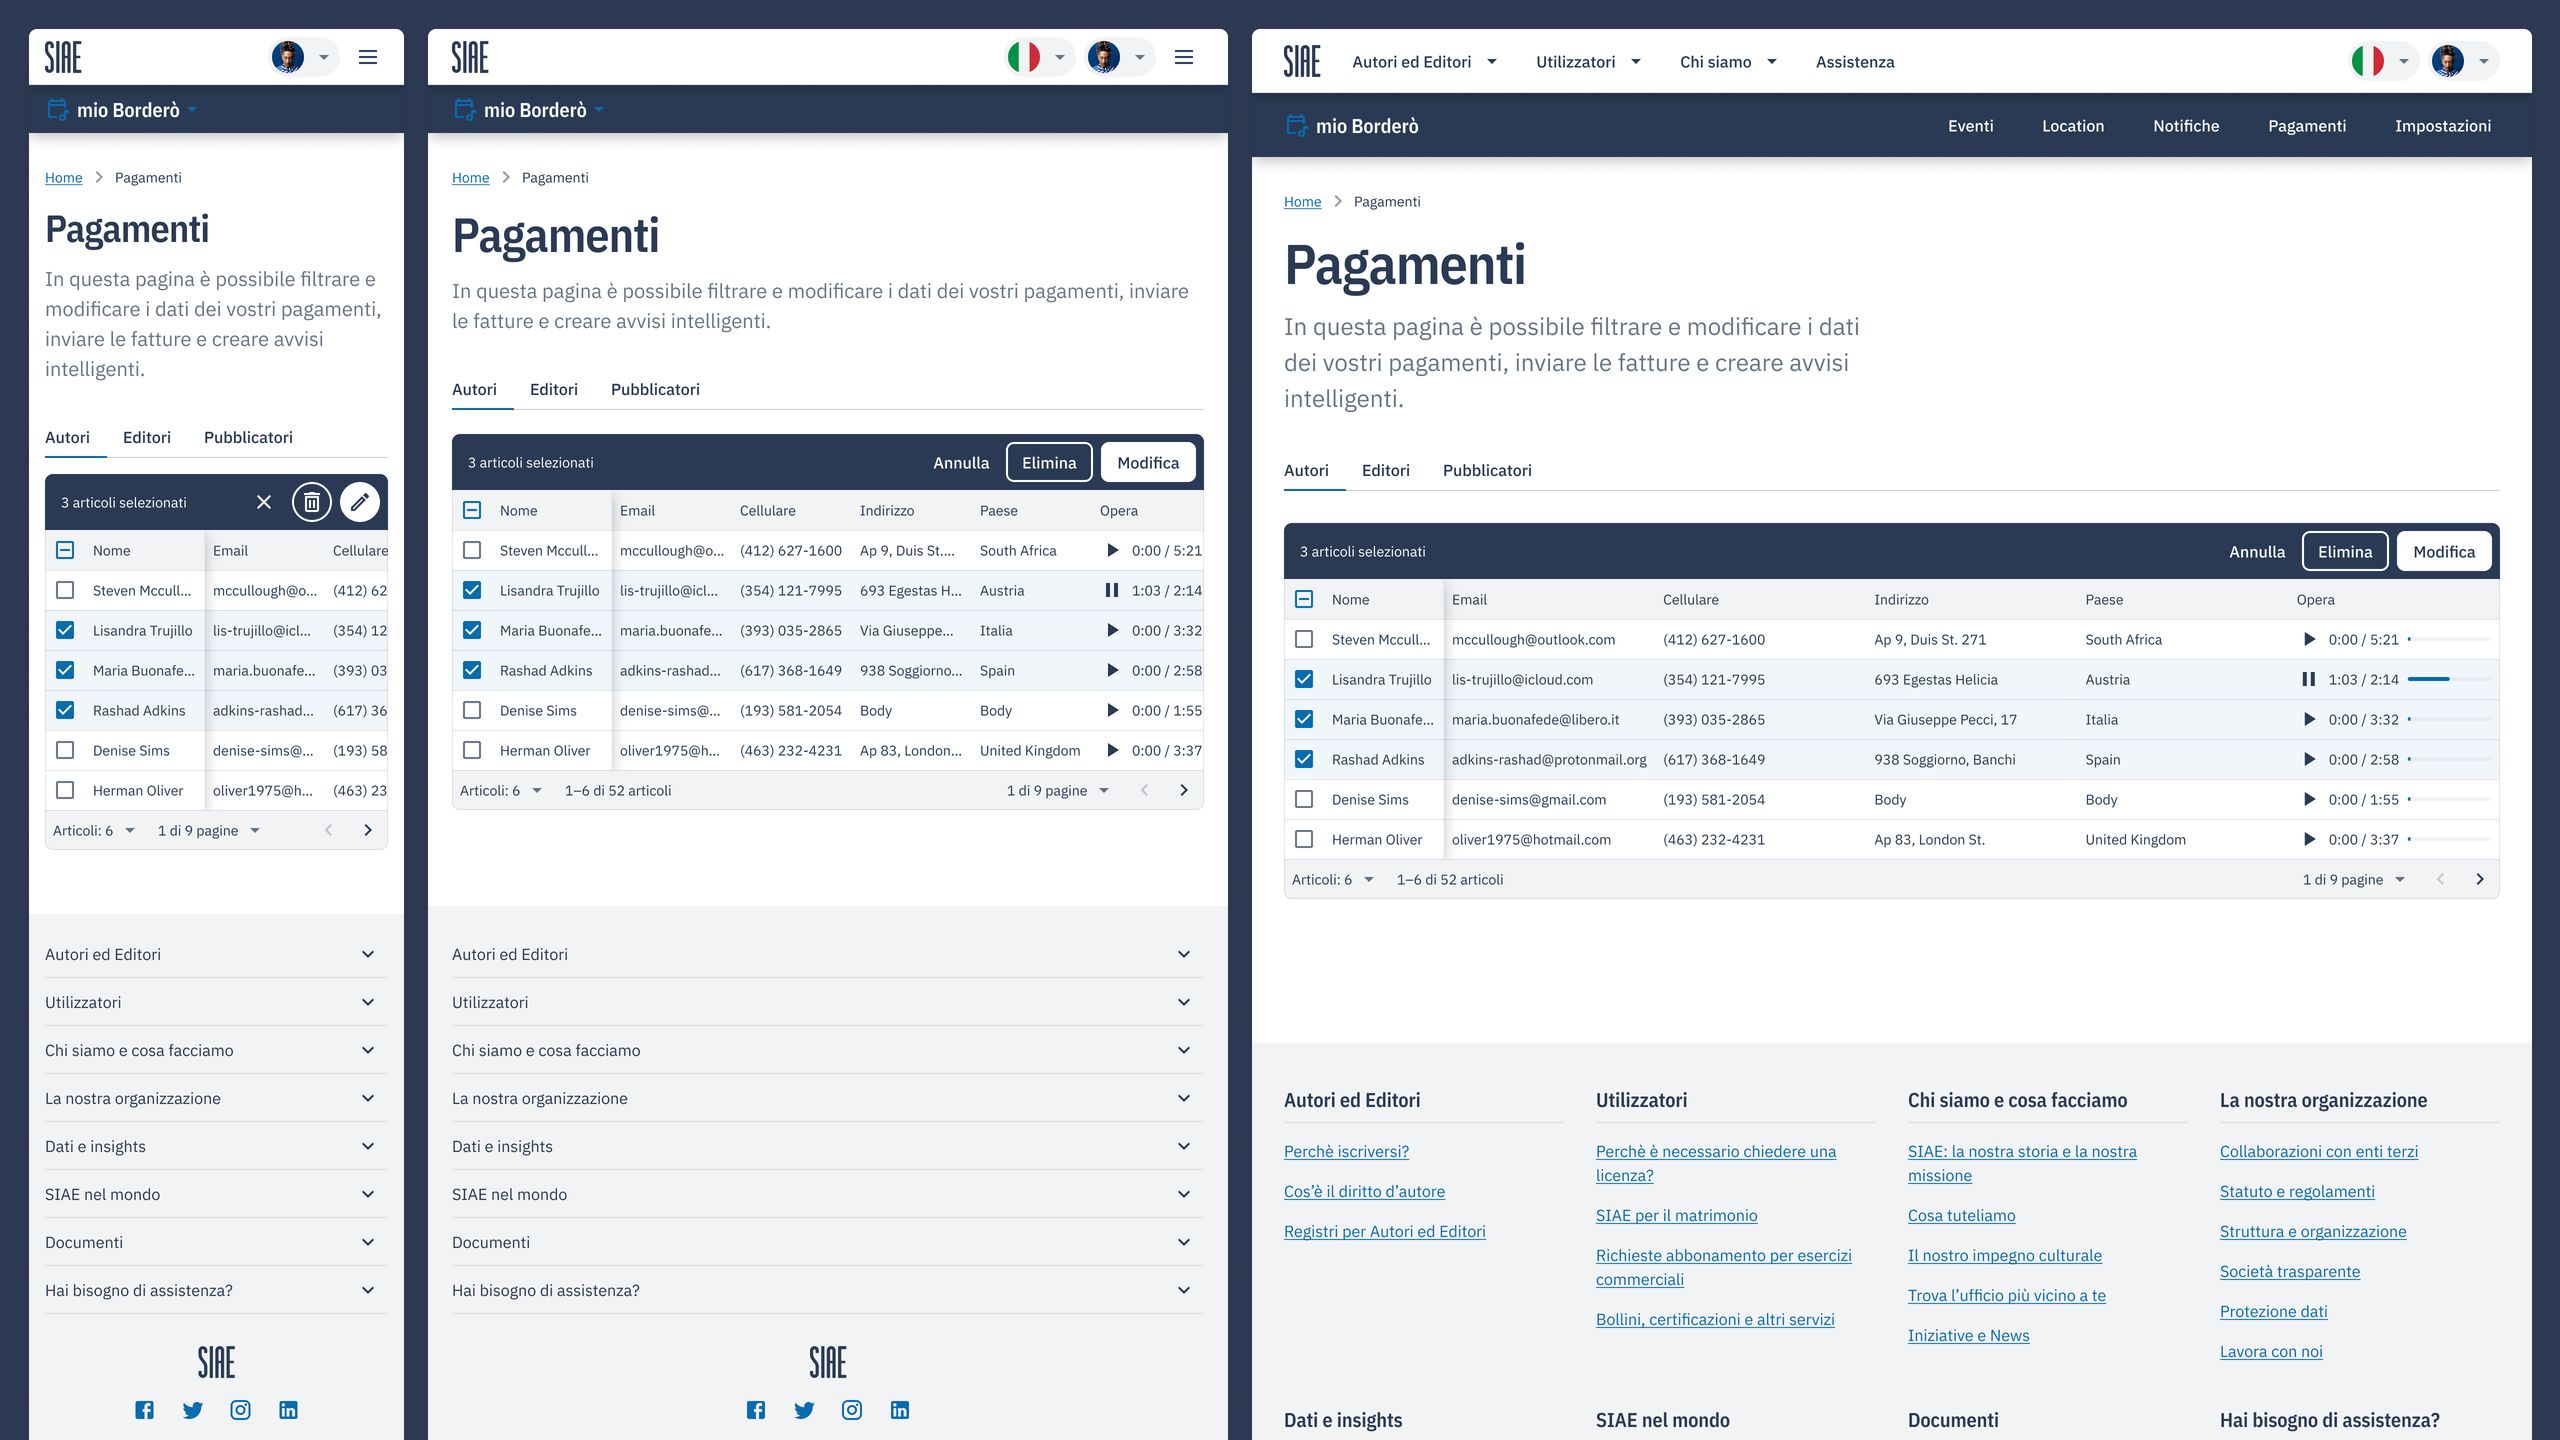 SIAE
mio Borderò
Home Pagamenti
Pagamenti
In questa pagina è possibile filtrare e
modificare i dati dei vostri pagamenti,
inviare le fatture e creare avvisi
intelligenti.
Autori Editori Pubblicatori
3 articoli selezionati
Nome Email Cellulare
Steven Mccull... mccullough@o... (412) 62
Lisandra Trujillo lis-trujillo@icl... (354) 12
Maria Buonafe... maria.buonafe... (393) 03
Rashad Adkins adkins-rashad... (617) 36
Denise Sims denise-sims@... (193) 58
Herman Oliver oliver1975@h... (463) 23
Articoli: 6 1 di 9 pagine
Autori ed Editori
Utilizzatori
Chi siamo e cosa facciamo
La nostra organizzazione
Dati e insights
SIAE nel mondo
Documenti
Hai bisogno di assistenza?
SIAE
SIAE
mio Borderò
Home Pagamenti
Pagamenti
In questa pagina è possibile filtrare e modificare i dati dei vostri pagamenti, inviare
le fatture e creare avvisi intelligenti.
Autori Editori Pubblicatori
3 articoli selezionati Annulla Elimina Modifica
Nome Email Cellulare Indirizzo Paese Opera
Steven Mccull... mccullough@o... (412) 627-1600 Ap 9, Duis St.... South Africa 0:00 / 5:21
Lisandra Trujillo lis-trujillo@icl... (354) 121-7995 693 Egestas H... Austria 1:03 / 2:14
Maria Buonafe... maria.buonafe... (393) 035-2865 Via Giuseppe... Italia 0:00 / 3:32
Rashad Adkins adkins-rashad... (617) 368-1649 938 Soggiorno... Spain 0:00 / 2:58
Denise Sims denise-sims@... (193) 581-2054 Body Body 0:00 / 1:55
Herman Oliver oliver1975@h... (463) 232-4231 Ap 83, London... United Kingdom 0:00 / 3:37
Articoli: 6 1–6 di 52 articoli 1 di 9 pagine
Autori ed Editori
Utilizzatori
Chi siamo e cosa facciamo
La nostra organizzazione
Dati e insights
SIAE nel mondo
Documenti
Hai bisogno di assistenza?
SIAE
SIAE Autori ed Editori Utilizzatori Chi siamo Assistenza
mio Borderò Eventi Location Notifiche Pagamenti Impostazioni
Home Pagamenti
Pagamenti
In questa pagina è possibile filtrare e modificare i dati
dei vostri pagamenti, inviare le fatture e creare avvisi
intelligenti.
Autori Editori Pubblicatori
3 articoli selezionati Annulla Elimina Modifica
Nome Email Cellulare Indirizzo Paese Opera
Steven Mccull... mccullough@outlook.com (412) 627-1600 Ap 9, Duis St. 271 South Africa 0:00 / 5:21
Lisandra Trujillo lis-trujillo@icloud.com (354) 121-7995 693 Egestas Helicia Austria 1:03 / 2:14
Maria Buonafe... maria.buonafede@libero.it (393) 035-2865 Via Giuseppe Pecci, 17 Italia 0:00 / 3:32
Rashad Adkins adkins-rashad@protonmail.org (617) 368-1649 938 Soggiorno, Banchi Spain 0:00 / 2:58
Denise Sims denise-sims@gmail.com (193) 581-2054 Body Body 0:00 / 1:55
Herman Oliver oliver1975@hotmail.com (463) 232-4231 Ap 83, London St. United Kingdom 0:00 / 3:37
Articoli: 6 1–6 di 52 articoli 1 di 9 pagine
Autori ed Editori
Perchè iscriversi?
Cos’è il diritto d’autore
Registri per Autori ed Editori
Utilizzatori
Perchè è necessario chiedere una
licenza?
SIAE per il matrimonio
Richieste abbonamento per esercizi
commerciali
Bollini, certificazioni e altri servizi
Chi siamo e cosa facciamo
SIAE: la nostra storia e la nostra
missione
Cosa tuteliamo
Il nostro impegno culturale
Trova l’ufficio più vicino a te
Iniziative e News
La nostra organizzazione
Collaborazioni con enti terzi
Statuto e regolamenti
Struttura e organizzazione
Società trasparente
Protezione dati
Lavora con noi
Dati e insights
SIAE nel mondo
Documenti
Hai bisogno di assistenza?